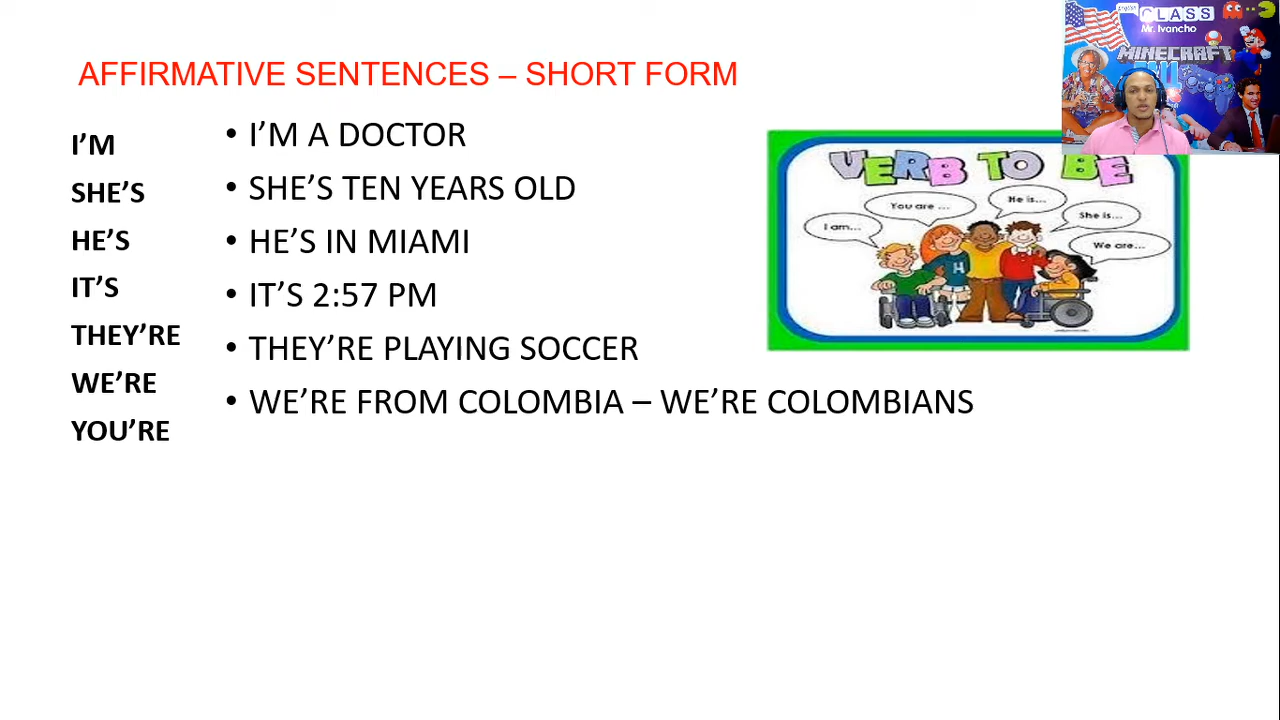 AFFIRMATIVE SENTENCES – SHORT FORM
I’M
SHE’S
HE’S
IT’S
THEY’RE
WE’RE
YOU’RE
• I’M A DOCTOR
• SHE’S TEN YEARS OLD
• HE’S IN MIAMI
• IT’S 2:57 PM
• THEY’RE PLAYING SOCCER
• WE’RE FROM COLOMBIA – WE’RE COLOMBIANS
VERB TO BE
I am...
You are ...
He is...
She is...
We are...
H
English
CLASS
Mr. Ivancho
MINECRAFT